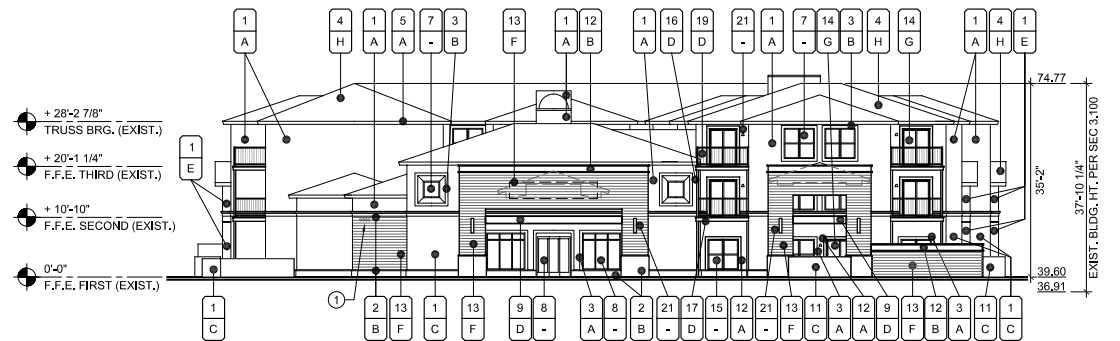 1 4 1 5 7 3 13 1 12 1 16 19 21 1 7 14 3 4 14 1 4 1
A H A A - B F A B A D D - A - G B H G A H E
74.77
+ 28'-2 7/8"
TRUSS BRG. (EXIST.)
1
E
+ 20'-1 1/4"
F.F.E. THIRD (EXIST.)
+ 10'-10"
F.F.E. SECOND (EXIST.)
0'-0"
F.F.E. FIRST (EXIST.)
35'-2"
37'-10 1/4"
EXIST. BLDG. HT. PER SEC 3.100
39.60
36.91
1 1 2 13 1 13 9 8 3 8 2 21 17 15 12 21 13 11 3 12 9 13 12 3 11 1
C B F C F D - A - B - D - A - F C A A D F B A C C